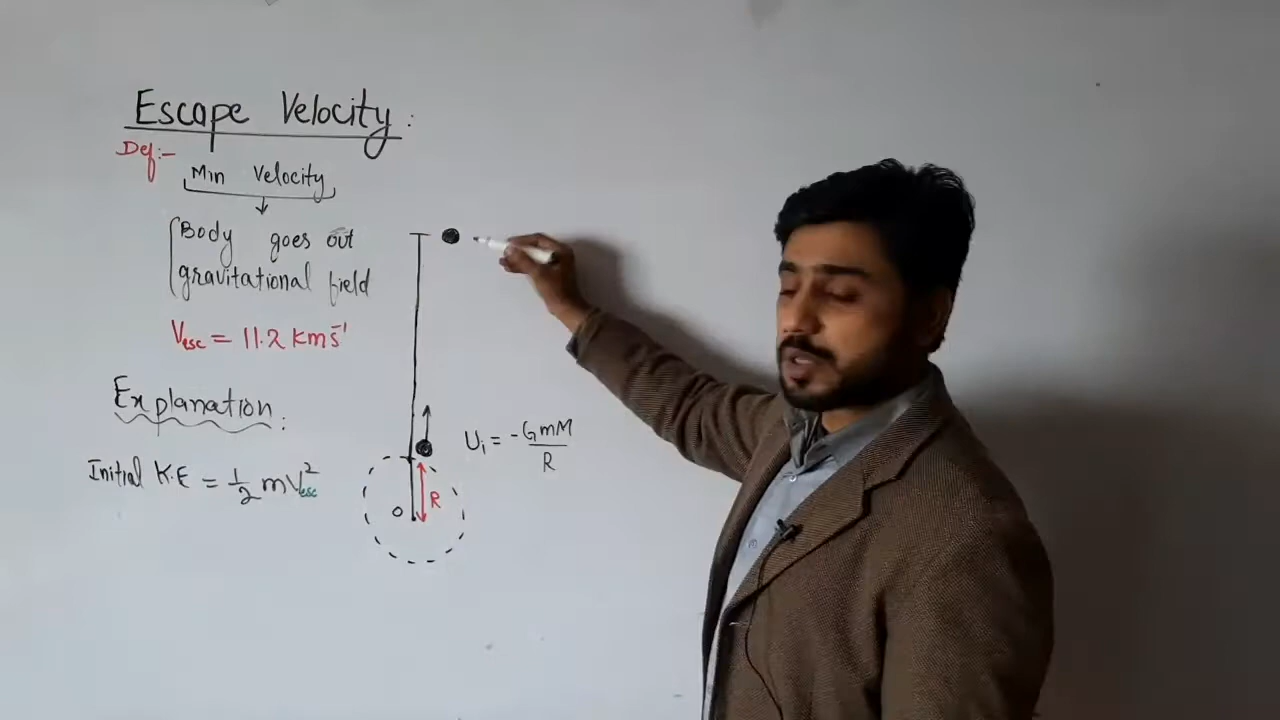 Escape Velocity:
Def:-
Min Velocity
Body goes out
gravitational field
Vesc = 11.2 kms⁻¹
Explanation:
Initial K.E = 1/2 mV²esc
Ui = -GmM/R
R
O